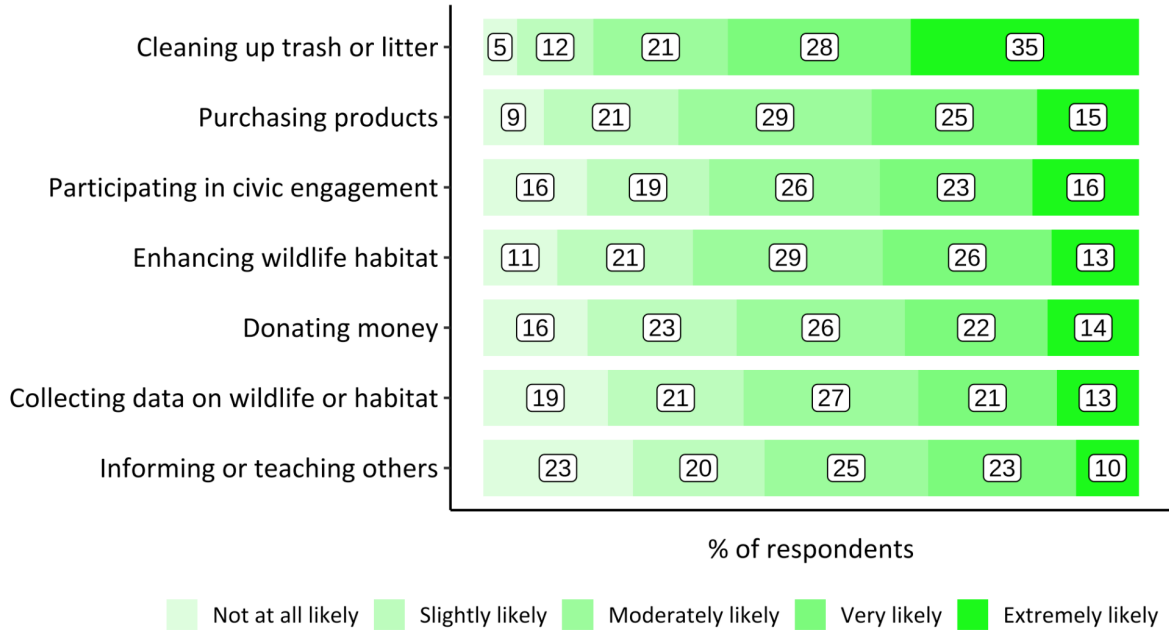 Cleaning up trash or litter 5 12 21 28 35
Purchasing products 9 21 29 25 15
Participating in civic engagement 16 19 26 23 16
Enhancing wildlife habitat 11 21 29 26 13
Donating money 16 23 26 22 14
Collecting data on wildlife or habitat 19 21 27 21 13
Informing or teaching others 23 20 25 23 10
% of respondents
Not at all likely Slightly likely Moderately likely Very likely Extremely likely